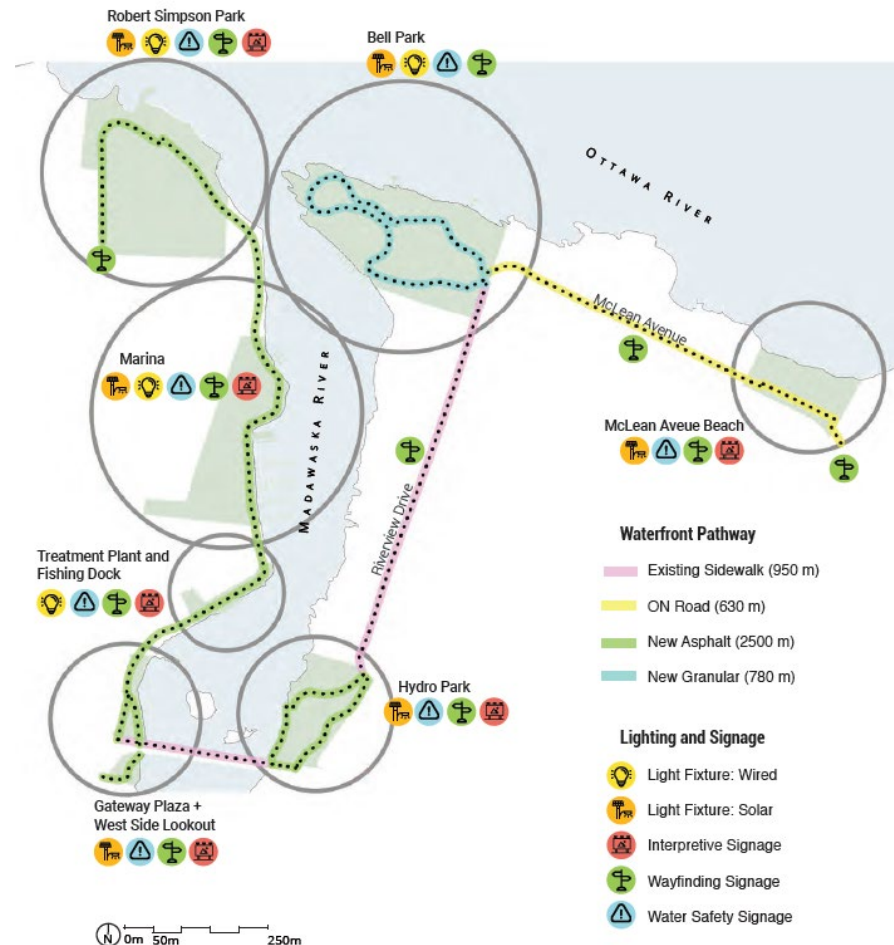 Robert Simpson Park
Bell Park
OTTAWA RIVER
McLean Avenue
Marina
MADAWASKA RIVER
McLean Aveue Beach
Riverview Drive
Treatment Plant and
Fishing Dock
Hydro Park
Gateway Plaza +
West Side Lookout
Waterfront Pathway
Existing Sidewalk (950 m)
ON Road (630 m)
New Asphalt (2500 m)
New Granular (780 m)
Lighting and Signage
Light Fixture: Wired
Light Fixture: Solar
Interpretive Signage
Wayfinding Signage
Water Safety Signage
N 0m 50m 250m